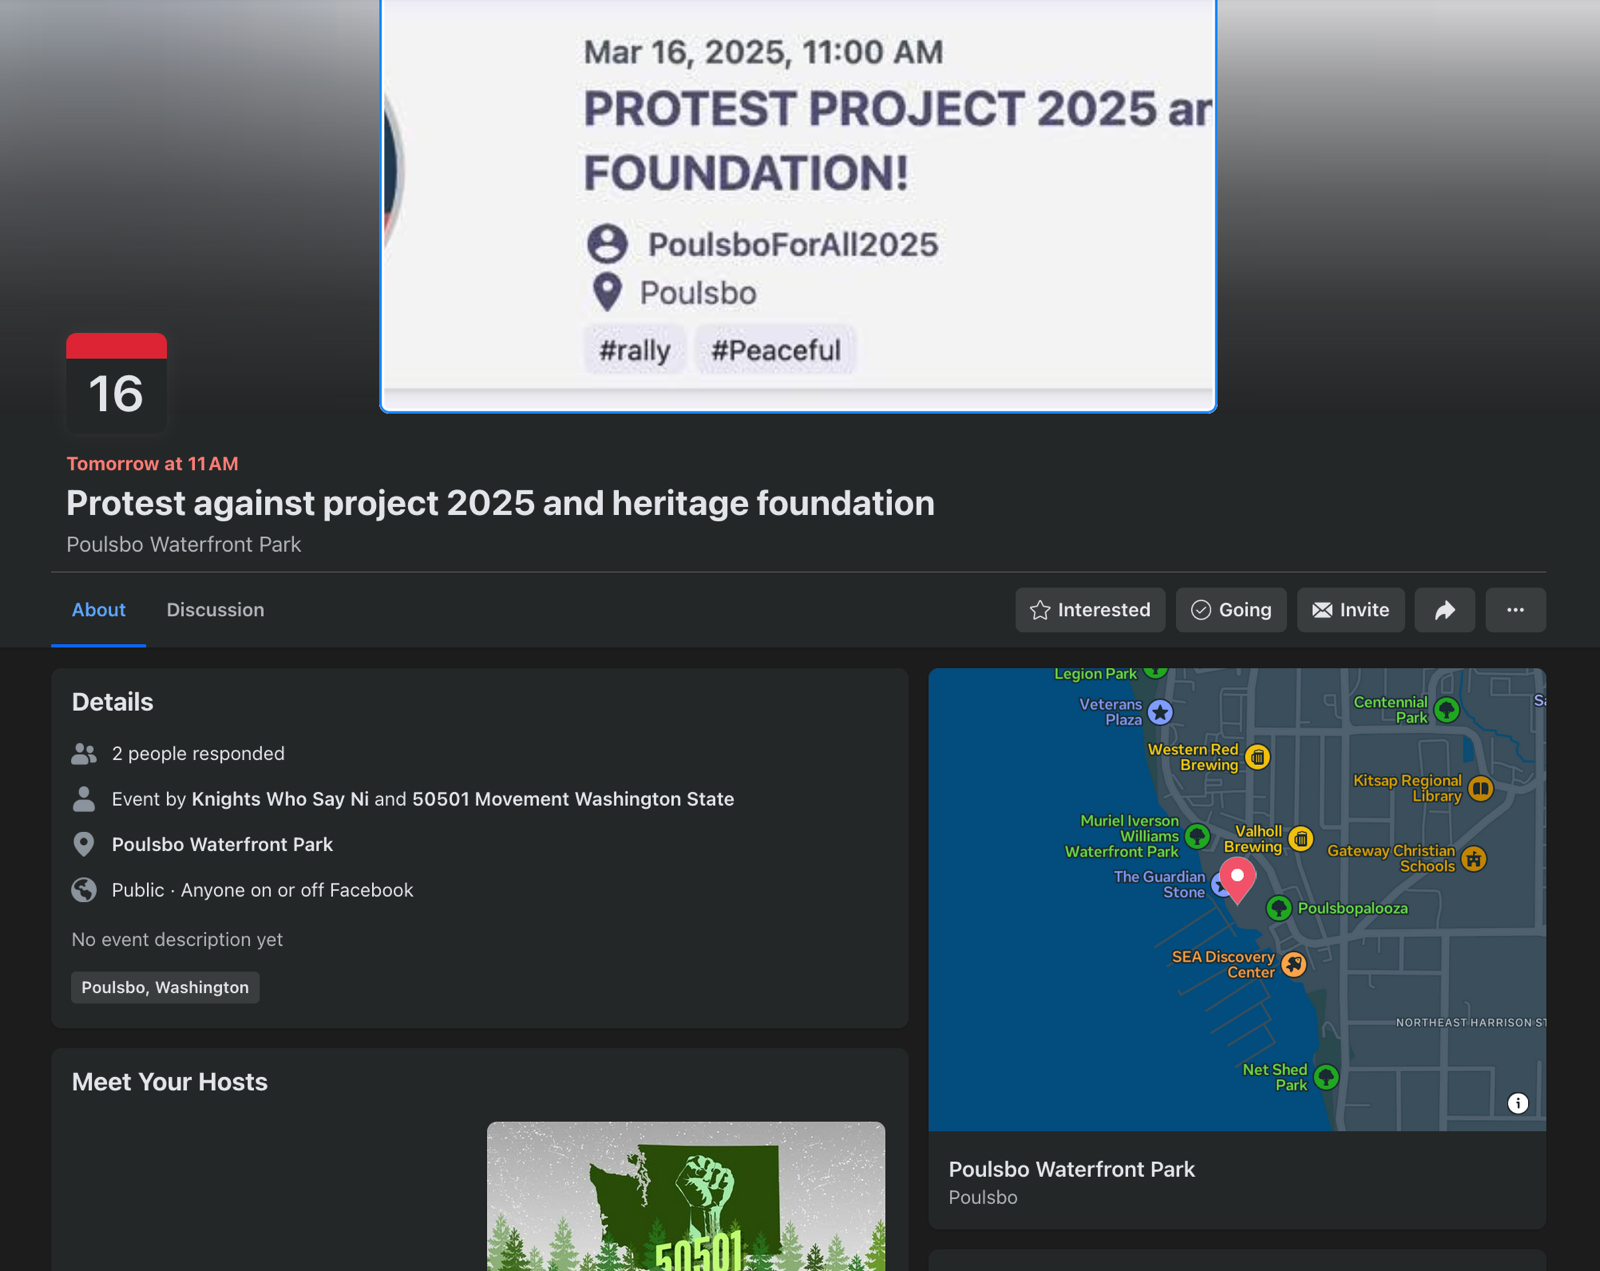 Mar 16, 2025, 11:00 AM
PROTEST PROJECT 2025 ar
FOUNDATION!
PoulsboForAll2025
Poulsbo
#rally #Peaceful
16
Tomorrow at 11 AM
Protest against project 2025 and heritage foundation
Poulsbo Waterfront Park
About Discussion Interested Going Invite
Details
2 people responded
Event by Knights Who Say Ni and 50501 Movement Washington State
Poulsbo Waterfront Park
Public · Anyone on or off Facebook
No event description yet
Poulsbo, Washington
Meet Your Hosts
50501
Legion Park
Veterans
Plaza
Centennial
Park
Sa
Western Red
Brewing
Kitsap Regional
Library
Muriel Iverson
Williams
Waterfront Park
Valholl
Brewing
Gateway Christian
Schools
The Guardian
Stone
Poulsbopalooza
SEA Discovery
Center
NORTHEAST HARRISON ST
Net Shed
Park
Poulsbo Waterfront Park
Poulsbo